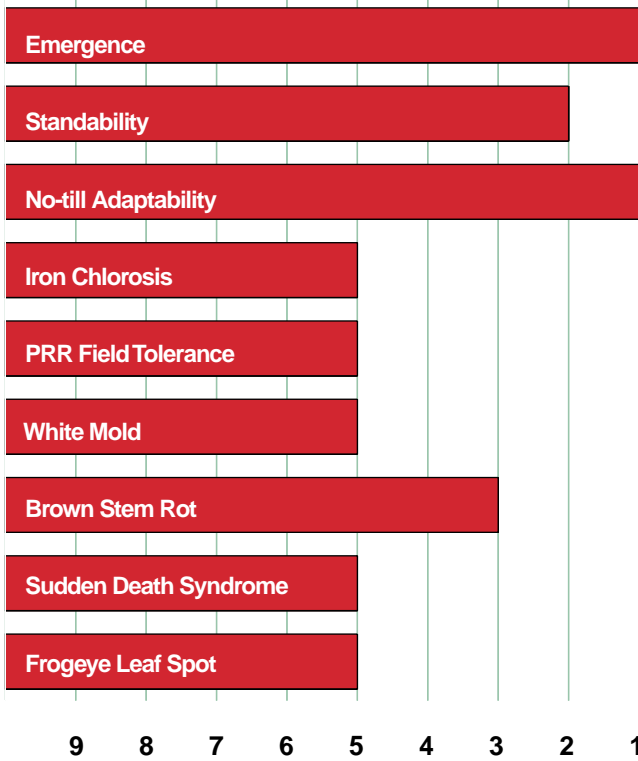 Emergence
Standability
No-till Adaptability
Iron Chlorosis
PRR Field Tolerance
White Mold
Brown Stem Rot
Sudden Death Syndrome
Frogeye Leaf Spot
9 8 7 6 5 4 3 2 1